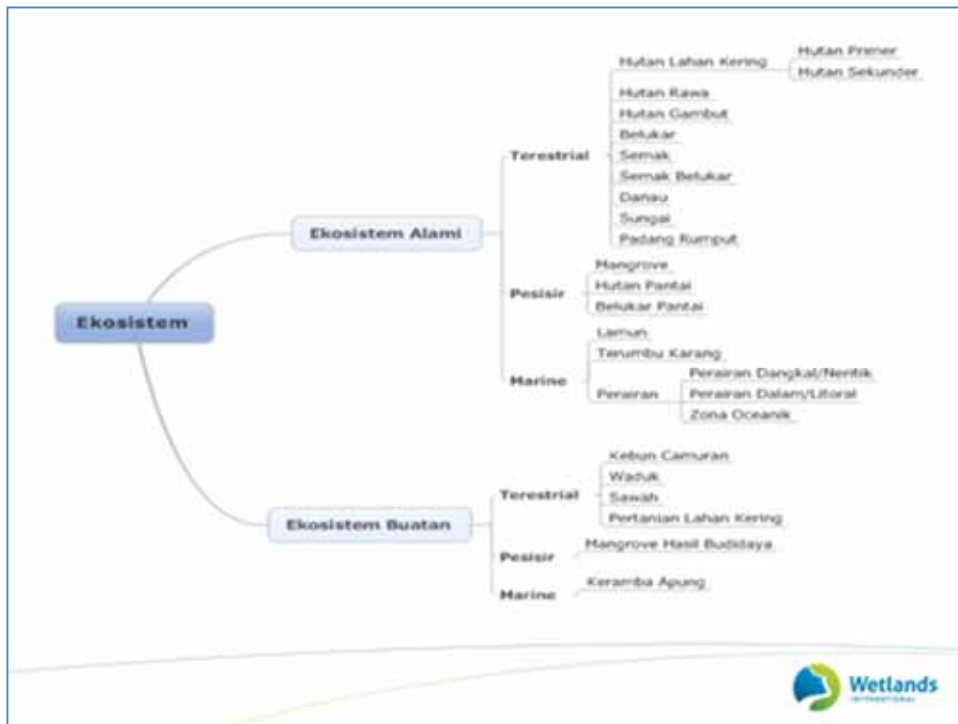 Ekosistem
Ekosistem Alami
Terestrial
Hutan Lahan Kering
Hutan Primer
Hutan Sekunder
Hutan Rawa
Hutan Gambut
Belukar
Semak
Semak Belukar
Danau
Sungai
Padang Rumput
Pesisir
Mangrove
Hutan Pantai
Belukar Pantai
Marine
Lamun
Terumbu Karang
Perairan
Perairan Dangkal/Neritik
Perairan Dalam/Litoral
Zona Oceanik
Ekosistem Buatan
Terestrial
Kebun Camuran
Waduk
Sawah
Pertanian Lahan Kering
Pesisir
Mangrove Hasil Budidaya
Marine
Keramba Apung
Wetlands
INTERNATIONAL